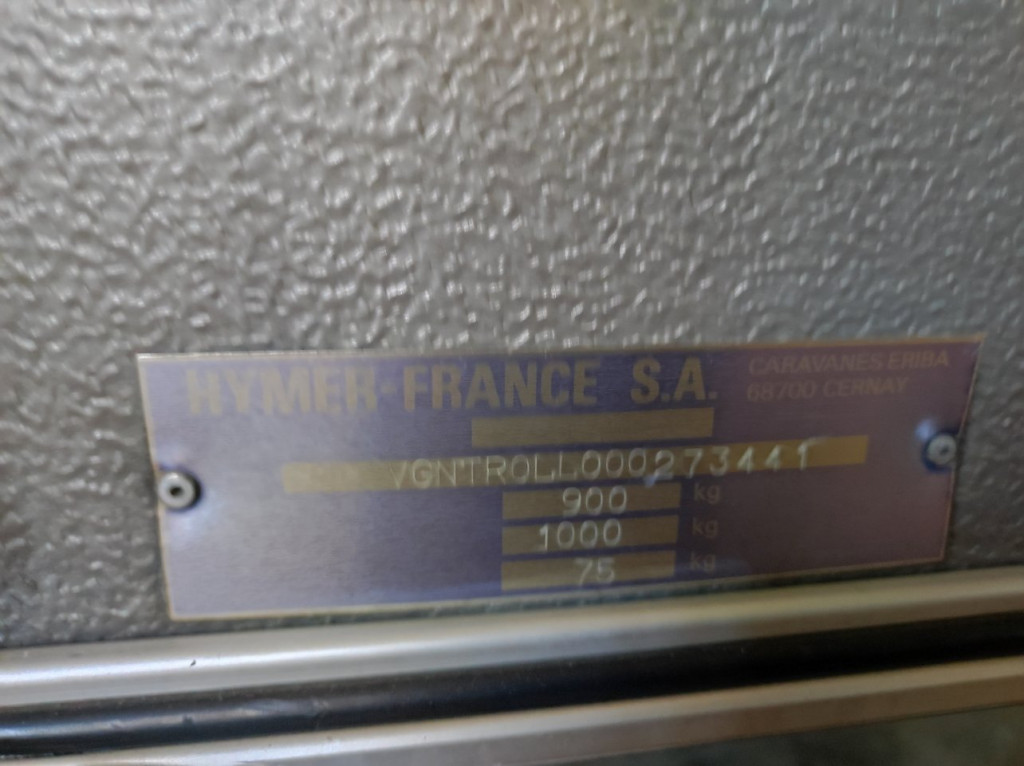 HYMER-FRANCE S.A.
CARAVANES ERIBA
68700 CERNAY
VGNTROLL000273441
900 kg
1000 kg
75 kg